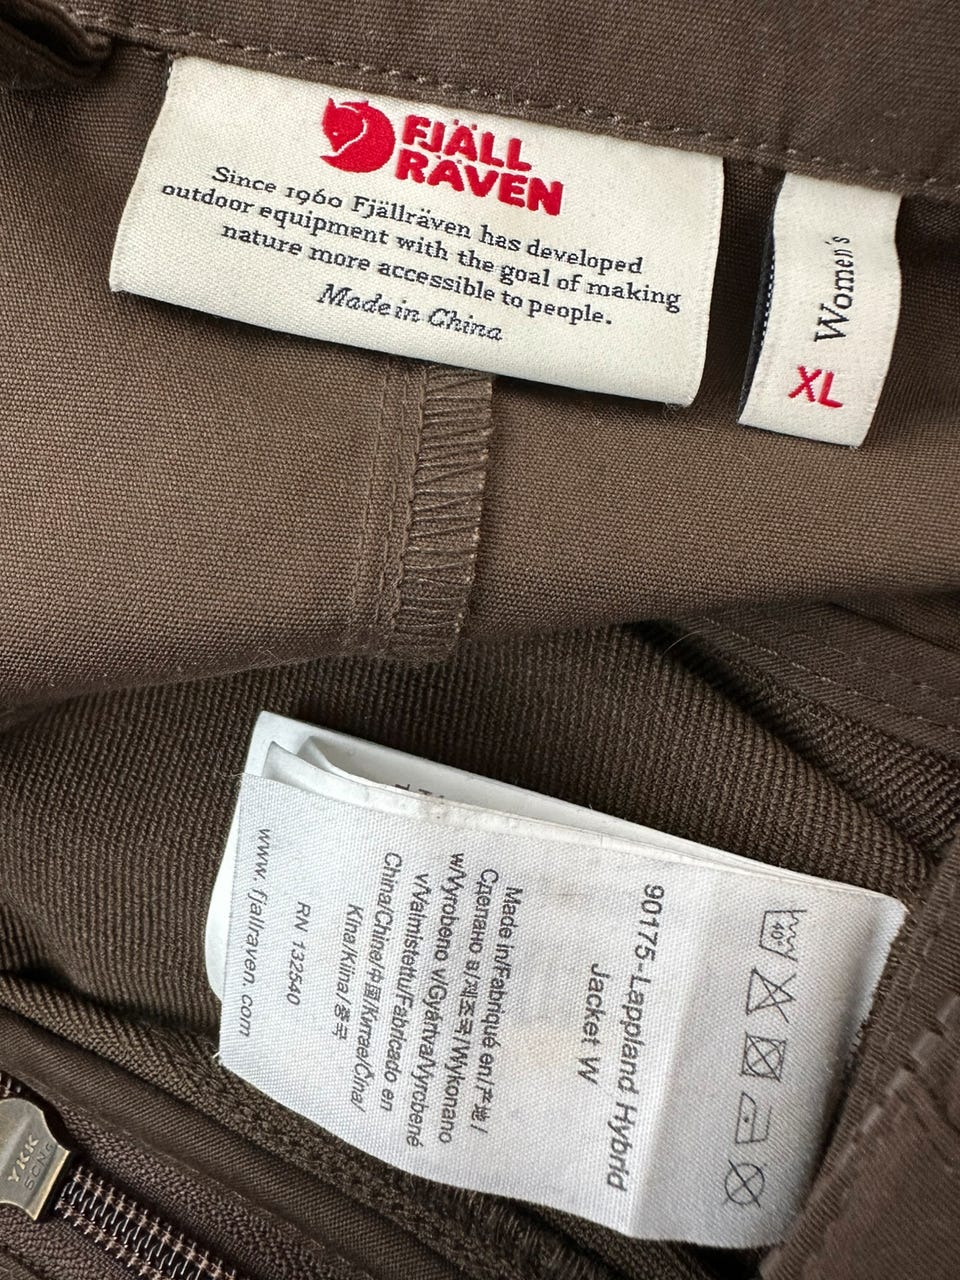 FJÄLL
RÄVEN
Since 1960 Fjällräven has developed
outdoor equipment with the goal of making
nature more accessible to people.
Made in China
Women's
XL
40°
90175-Lappland Hybrid
Jacket W
Made in/Fabriqué en/产地/
Сделано в/제조국/Wykonano
w/Vyrobeno v/Gyártva/Vyrobené
v/Valmistettu/Fabricado en
China/Chine/中國/Китае/Čína/
Kína/Kiina/중국
RN 132540
www.fjallraven.com
YKK